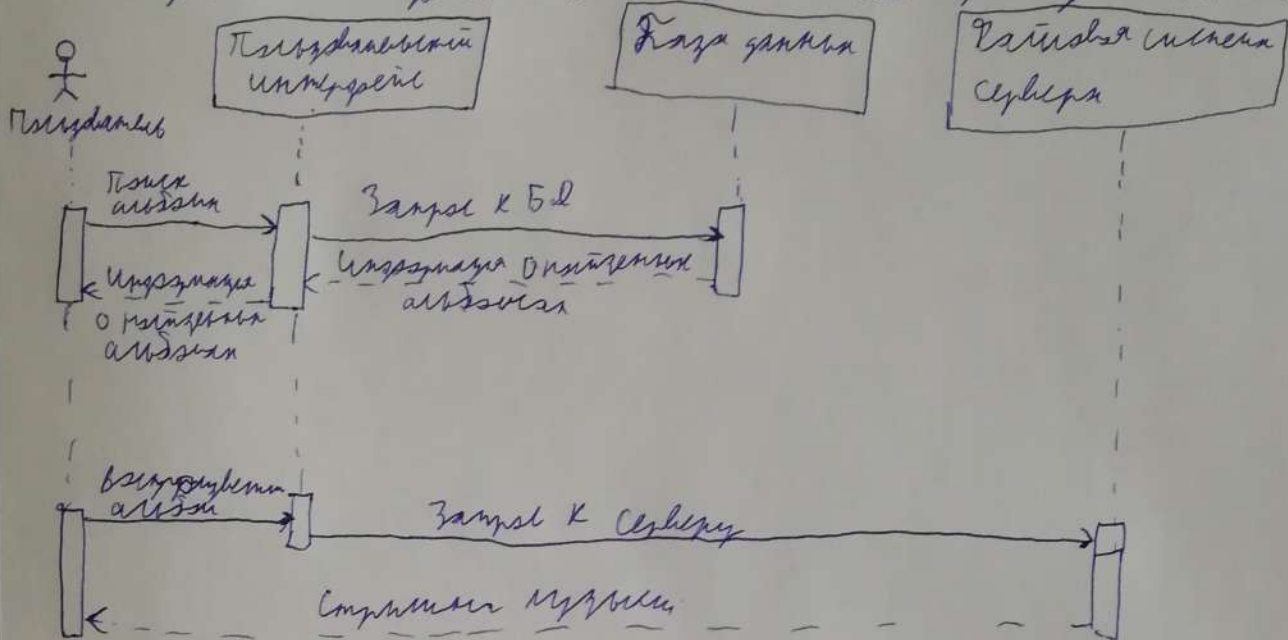 Пользовательский
интерфейс
База данных
Файловая система
сервера
Пользователь
Поиск
альбома
Запрос к БД
Информация о найденных
альбомах
Информация
о найденных
альбомах
Воспроизвести
альбом
Запрос к серверу
Стриминг музыки